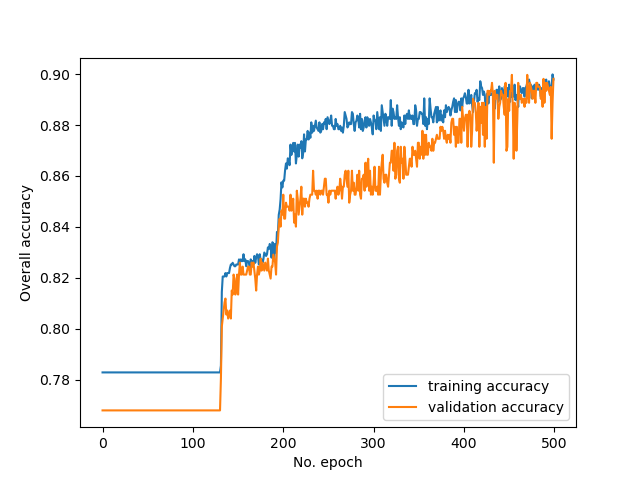 0.90
0.88
0.86
0.84
0.82
0.80
0.78
Overall accuracy
training accuracy
validation accuracy
0 100 200 300 400 500
No. epoch